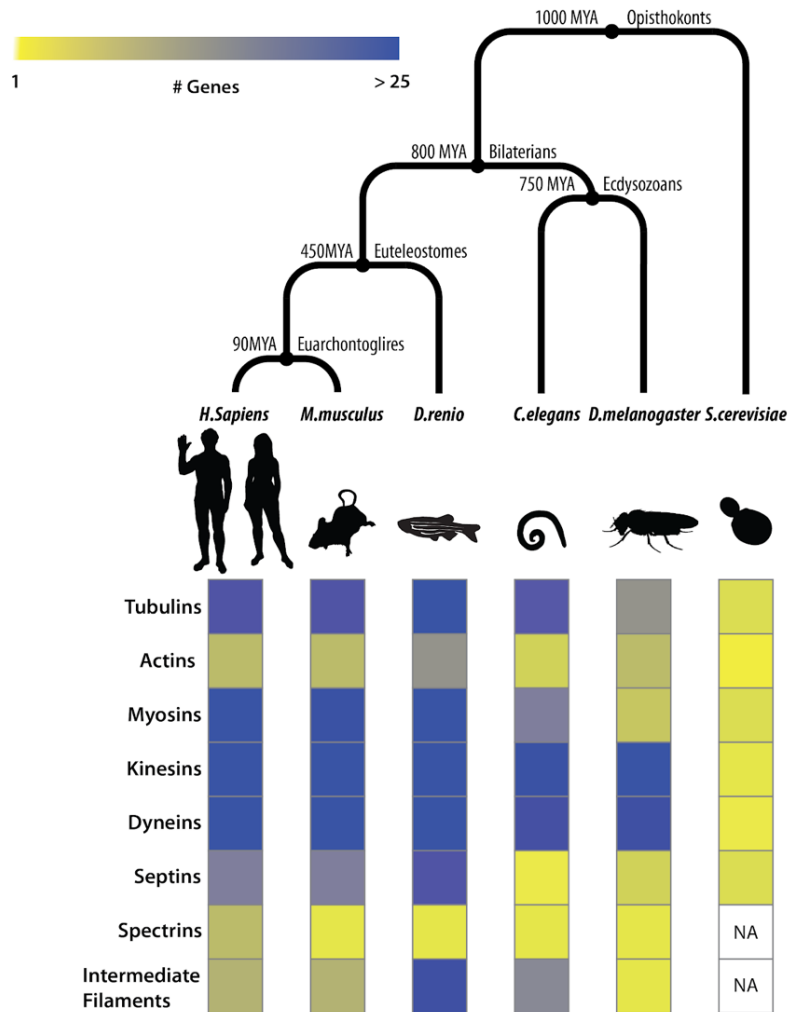 1000 MYA Opisthokonts
1 # Genes > 25
800 MYA Bilaterians
750 MYA Ecdysozoans
450MYA Euteleostomes
90MYA Euarchontoglires
H.Sapiens M.musculus D.renio C.elegans D.melanogaster S.cerevisiae
Tubulins
Actins
Myosins
Kinesins
Dyneins
Septins
Spectrins NA
Intermediate
Filaments NA